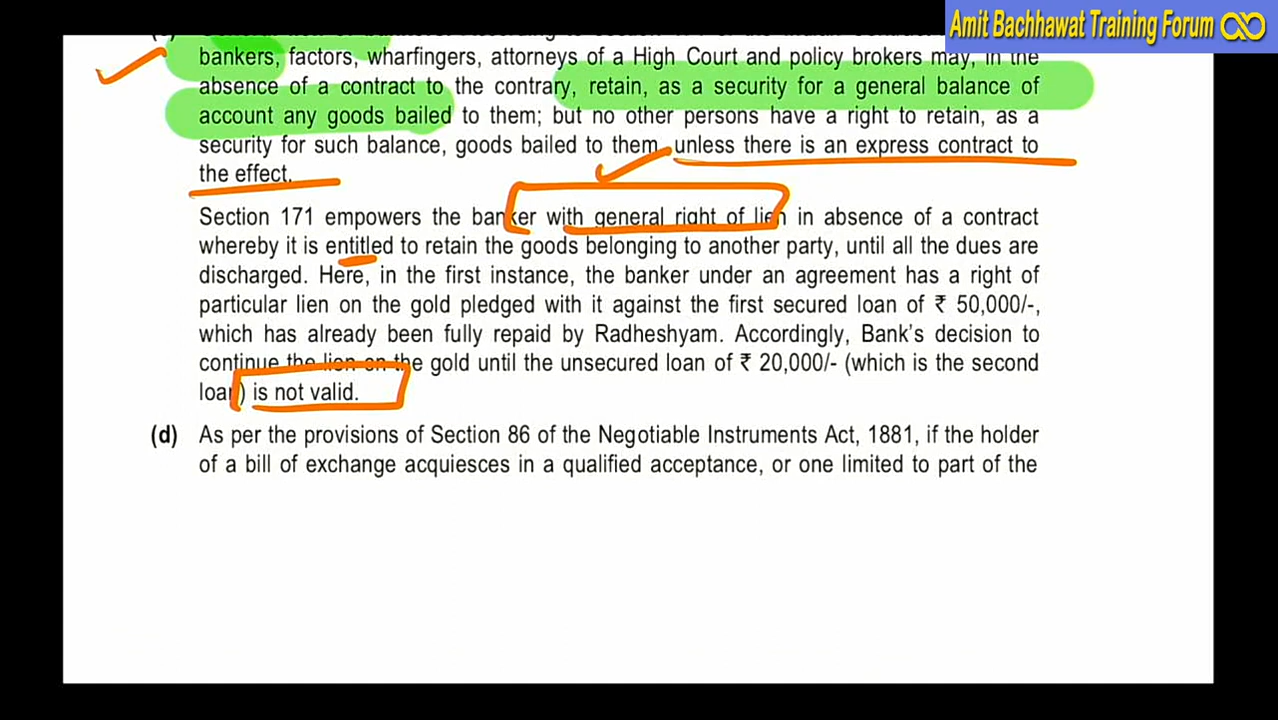 Amit Bachhawat Training Forum
bankers, factors, wharfingers, attorneys of a High Court and policy brokers may, in the
absence of a contract to the contrary, retain, as a security for a general balance of
account any goods bailed to them; but no other persons have a right to retain, as a
security for such balance, goods bailed to them, unless there is an express contract to
the effect.
Section 171 empowers the banker with general right of lien in absence of a contract
whereby it is entitled to retain the goods belonging to another party, until all the dues are
discharged. Here, in the first instance, the banker under an agreement has a right of
particular lien on the gold pledged with it against the first secured loan of ₹ 50,000/-,
which has already been fully repaid by Radheshyam. Accordingly, Bank's decision to
continue the lien on the gold until the unsecured loan of ₹ 20,000/- (which is the second
loan) is not valid.
(d) As per the provisions of Section 86 of the Negotiable Instruments Act, 1881, if the holder
of a bill of exchange acquiesces in a qualified acceptance, or one limited to part of the